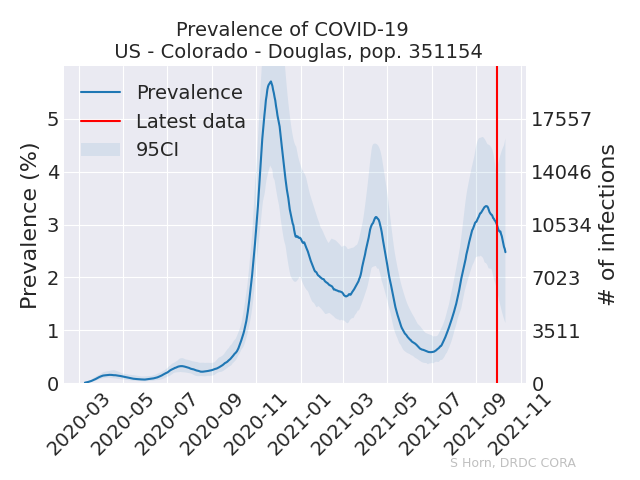 Prevalence of COVID-19
US - Colorado - Douglas, pop. 351154
Prevalence
Latest data
95CI
Prevalence (%)
5
4
3
2
1
0
17557
14046
10534
7023
3511
0
# of infections
2020-03
2020-05
2020-07
2020-09
2020-11
2021-01
2021-03
2021-05
2021-07
2021-09
2021-11
S Horn, DRDC CORA